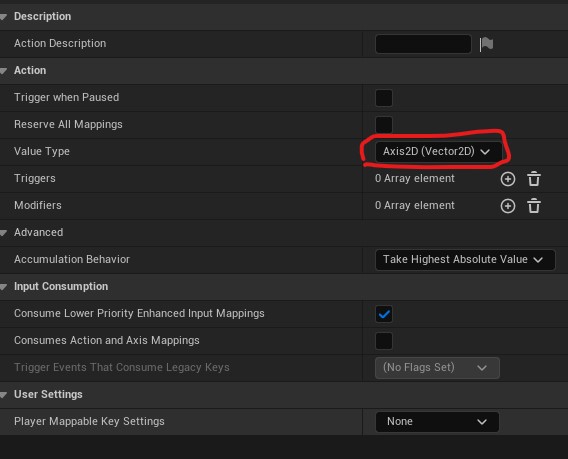 Description
Action Description
Action
Trigger when Paused
Reserve All Mappings
Value Type Axis2D (Vector2D)
Triggers 0 Array element
Modifiers 0 Array element
Advanced
Accumulation Behavior Take Highest Absolute Value
Input Consumption
Consume Lower Priority Enhanced Input Mappings
Consumes Action and Axis Mappings
Trigger Events That Consume Legacy Keys (No Flags Set)
User Settings
Player Mappable Key Settings None